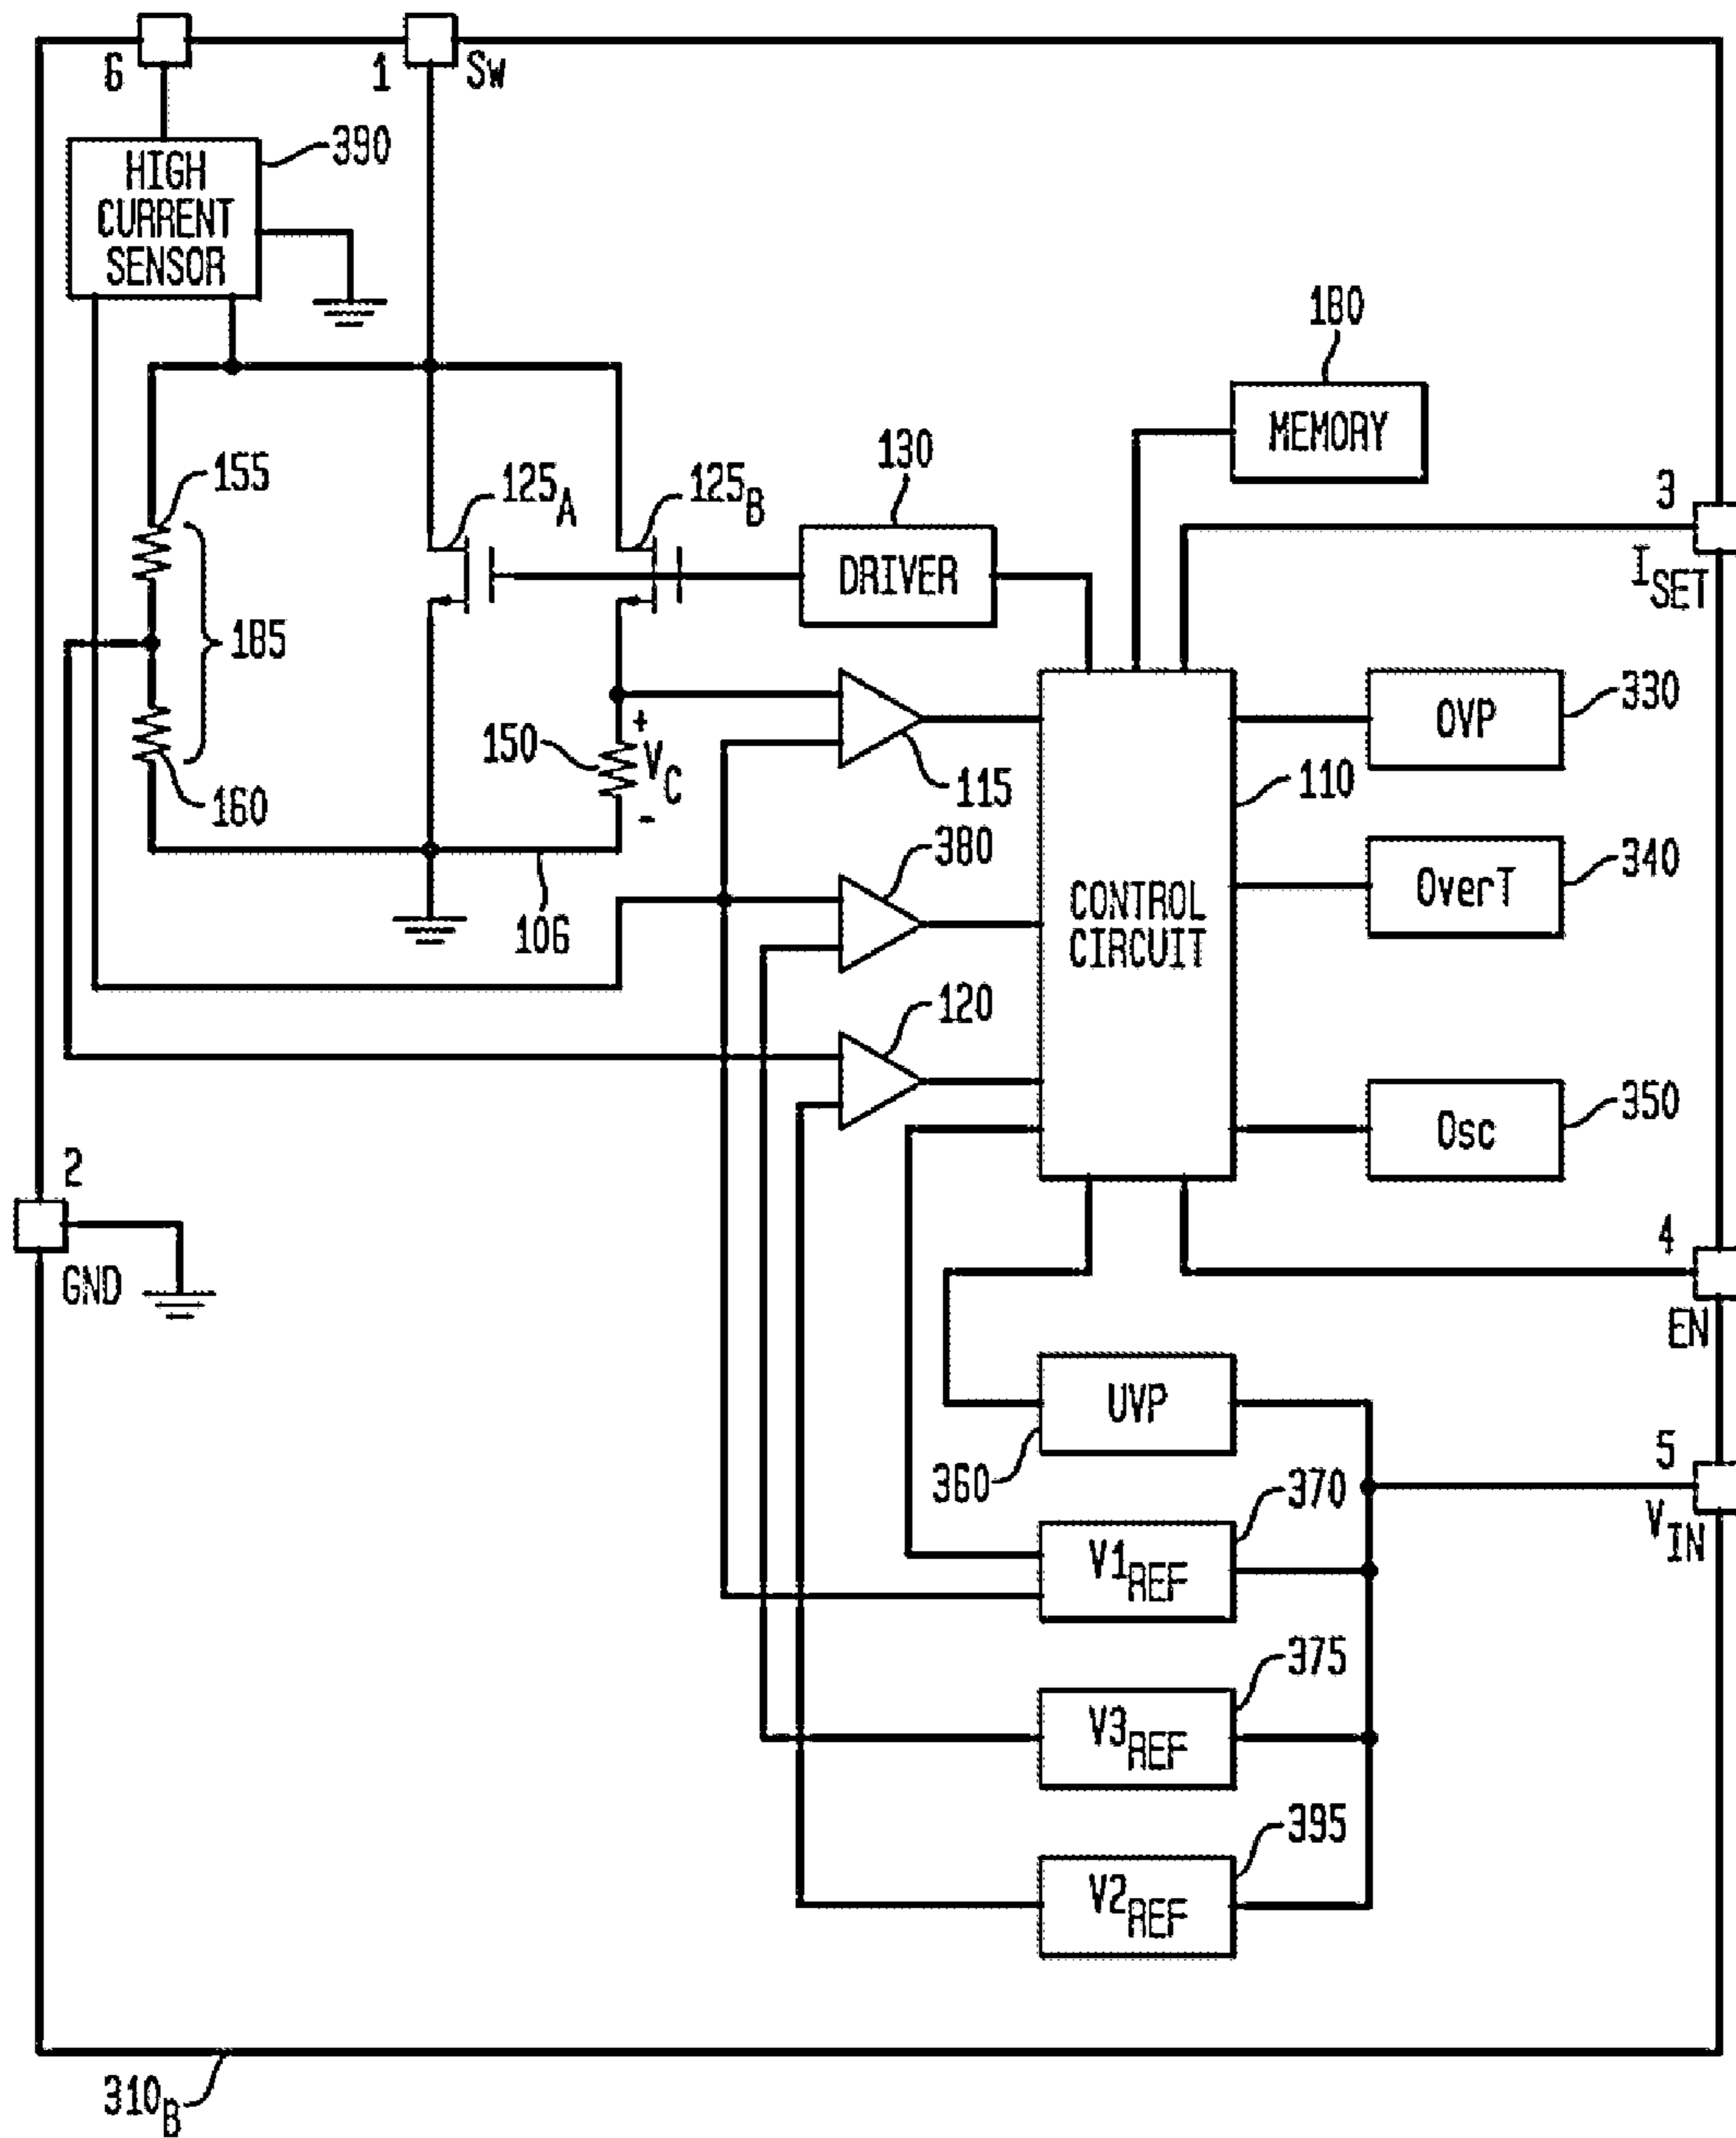 6
1
Sw
390
HIGH
CURRENT
SENSOR
180
MEMORY
155
125A
125B
130
DRIVER
3
ISET
185
150
+
VC
-
160
115
110
OVP
330
380
106
CONTROL
CIRCUIT
OverT
340
120
Osc
350
2
GND
4
EN
UVP
360
5
VIN
370
V1REF
375
V3REF
395
V2REF
310B